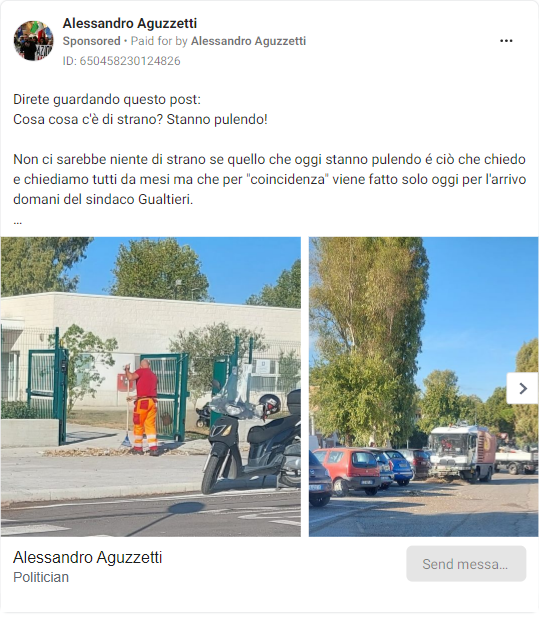 Alessandro Aguzzetti
Sponsored • Paid for by Alessandro Aguzzetti
ID: 650458230124826
Direte guardando questo post:
Cosa cosa c'è di strano? Stanno pulendo!
Non ci sarebbe niente di strano se quello che oggi stanno pulendo é ciò che chiedo
e chiediamo tutti da mesi ma che per "coincidenza" viene fatto solo oggi per l'arrivo
domani del sindaco Gualtieri.
...
Alessandro Aguzzetti
Politician
Send messa...